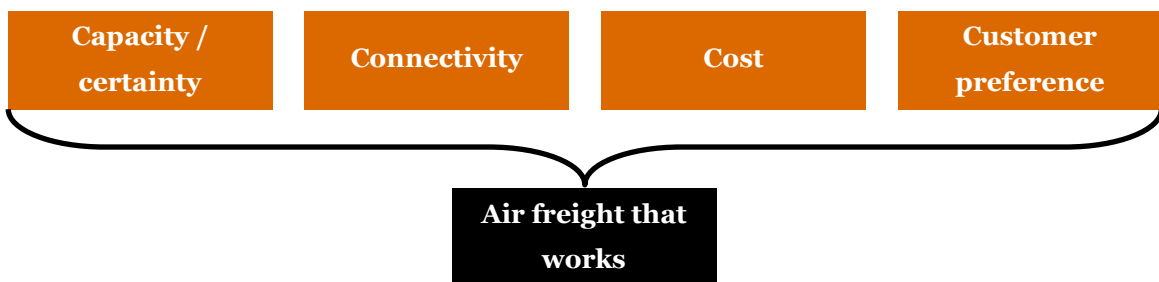 Capacity /
certainty
Connectivity
Cost
Customer
preference
Air freight that
works